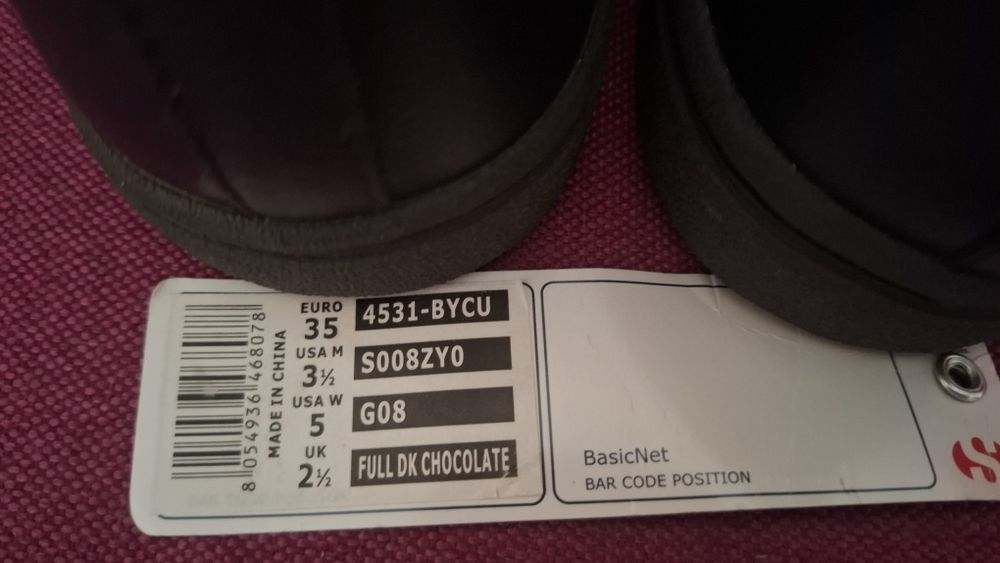 8 054936 468078
MADE IN CHINA
EURO
35
USA M
3½
USA W
5
UK
2½
4531-BYCU
S008ZY0
G08
FULL DK CHOCOLATE
BasicNet
BAR CODE POSITION